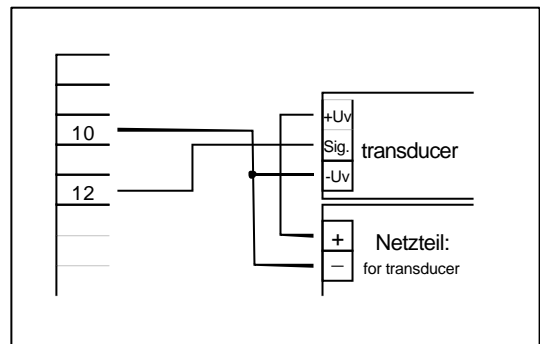 10
12
+Uv
Sig.
-Uv
transducer
+
−
Netzteil:
for transducer